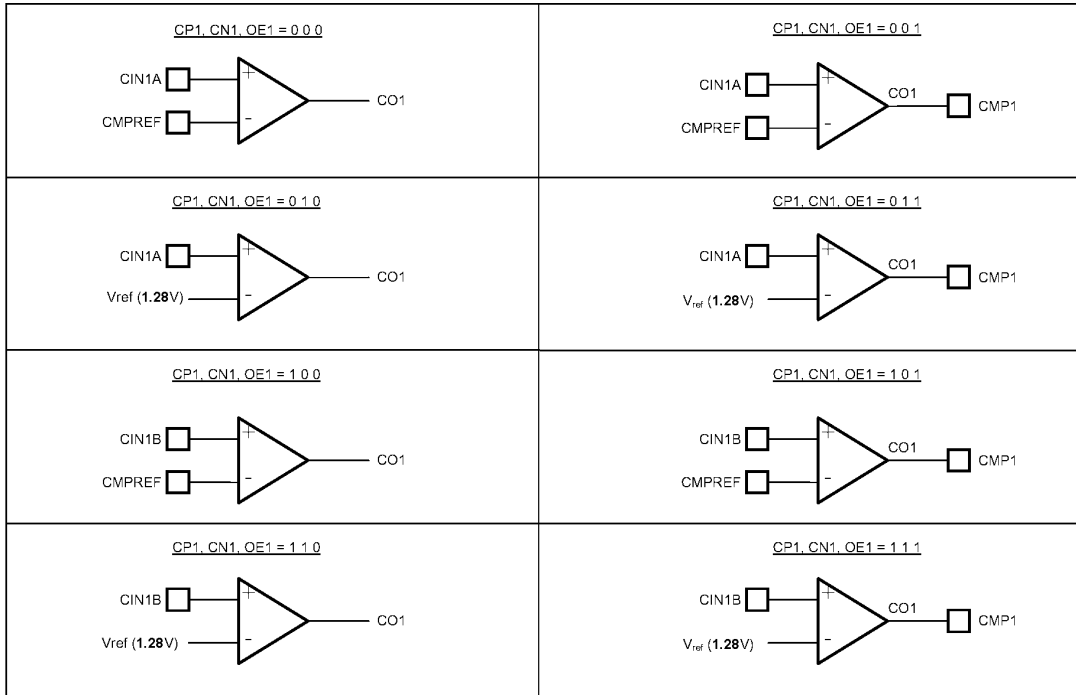 CP1, CN1, OE1 = 0 0 0
CIN1A
+
CO1
CMPREF
-
CP1, CN1, OE1 = 0 0 1
CIN1A
+
CO1
CMP1
CMPREF
-
CP1, CN1, OE1 = 0 1 0
CIN1A
+
CO1
Vref (1.28V)
-
CP1, CN1, OE1 = 0 1 1
CIN1A
+
CO1
CMP1
Vref (1.28V)
-
CP1, CN1, OE1 = 1 0 0
CIN1B
+
CO1
CMPREF
-
CP1, CN1, OE1 = 1 0 1
CIN1B
+
CO1
CMP1
CMPREF
-
CP1, CN1, OE1 = 1 1 0
CIN1B
+
CO1
Vref (1.28V)
-
CP1, CN1, OE1 = 1 1 1
CIN1B
+
CO1
CMP1
Vref (1.28V)
-